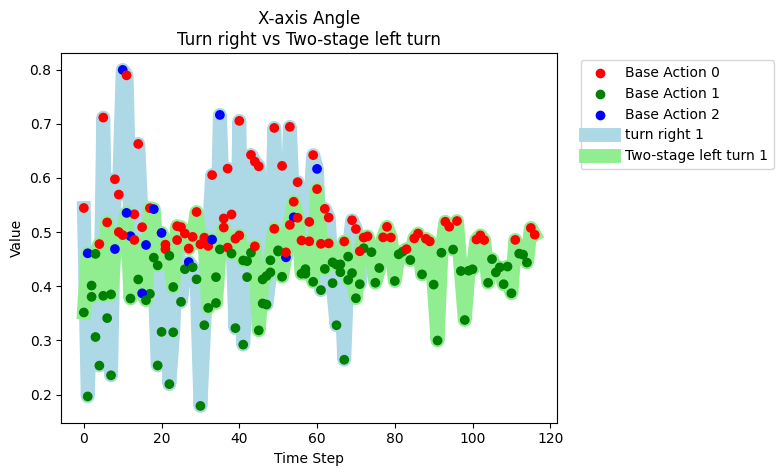 X-axis Angle
Turn right vs Two-stage left turn
Value
0.8
0.7
0.6
0.5
0.4
0.3
0.2
0 20 40 60 80 100 120
Time Step
Base Action 0
Base Action 1
Base Action 2
turn right 1
Two-stage left turn 1